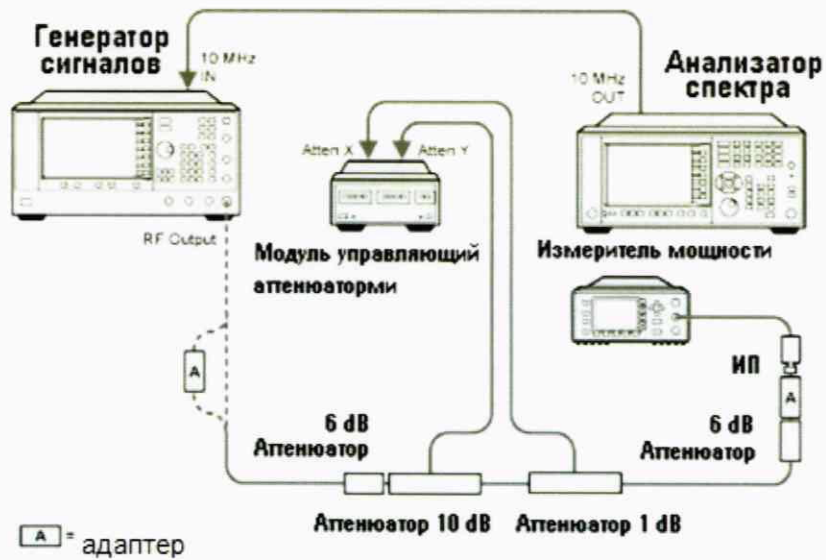 Генератор
сигналов
10 MHz
IN
10 MHz
OUT
Анализатор
спектра
Atten X
Atten Y
RF Output
Модуль управляющий
аттенюаторми
Измеритель мощности
A
ИП
A
6 dB
Аттенюатор
6 dB
Аттенюатор
Аттенюатор 10 dB
Аттенюатор 1 dB
A = адаптер